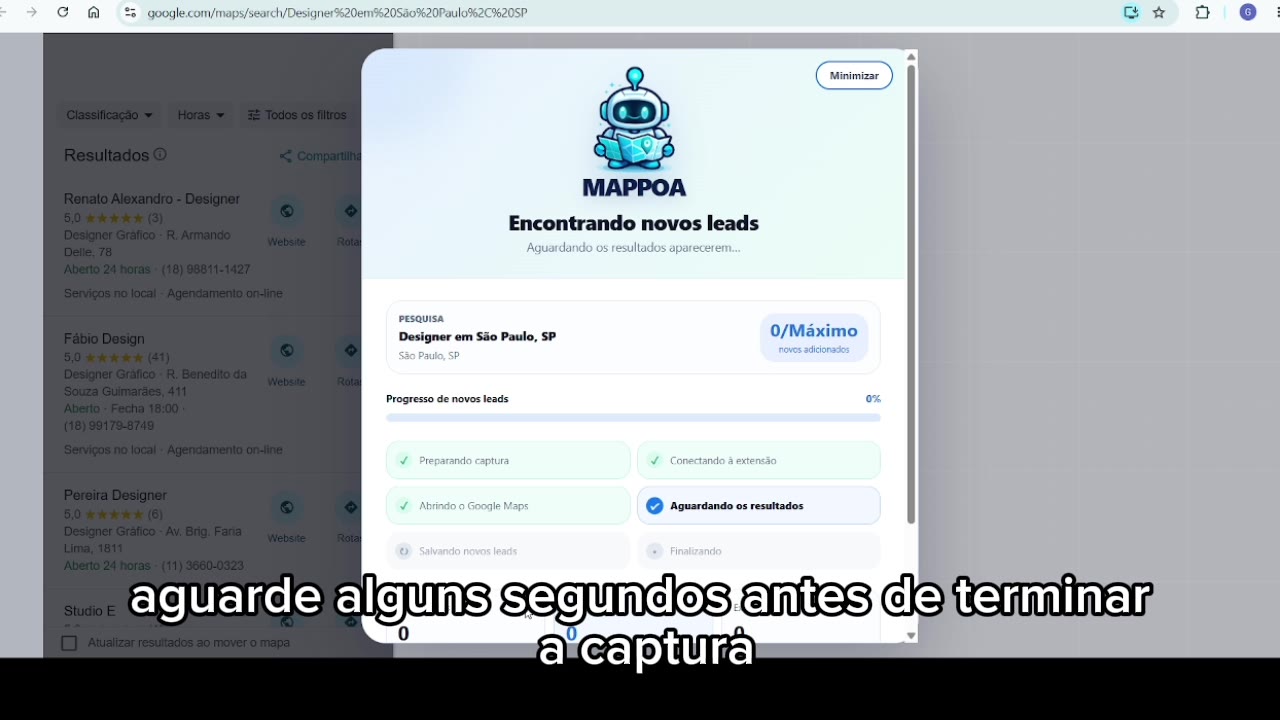 google.com/maps/search/Designer%20em%20São%20Paulo%2C%20SP
G
Classificação
Horas
Todos os filtros
Resultados
Compartilha
Renato Alexandro - Designer
5,0 ★★★★★ (3)
Designer Gráfico · R. Armando
Delle, 78
Aberto 24 horas · (18) 98811-1427
Serviços no local · Agendamento on-line
Website
Rotas
Fábio Design
5,0 ★★★★★ (41)
Designer Gráfico · R. Benedito da
Souza Guimarães, 411
Aberto · Fecha 18:00 ·
(18) 99179-8749
Serviços no local · Agendamento on-line
Website
Rotas
Pereira Designer
5,0 ★★★★★ (6)
Designer Gráfico · Av. Brig. Faria
Lima, 1811
Aberto 24 horas · (11) 3660-0323
Website
Rotas
Studio E
Atualizar resultados ao mover o mapa
Minimizar
MAPPOA
Encontrando novos leads
Aguardando os resultados aparecerem...
PESQUISA
Designer em São Paulo, SP
São Paulo, SP
0/Máximo
novos adicionados
Progresso de novos leads
0%
Preparando captura
Conectando à extensão
Abrindo o Google Maps
Aguardando os resultados
Salvando novos leads
Finalizando
0
0
aguarde alguns segundos antes de terminar
a captura